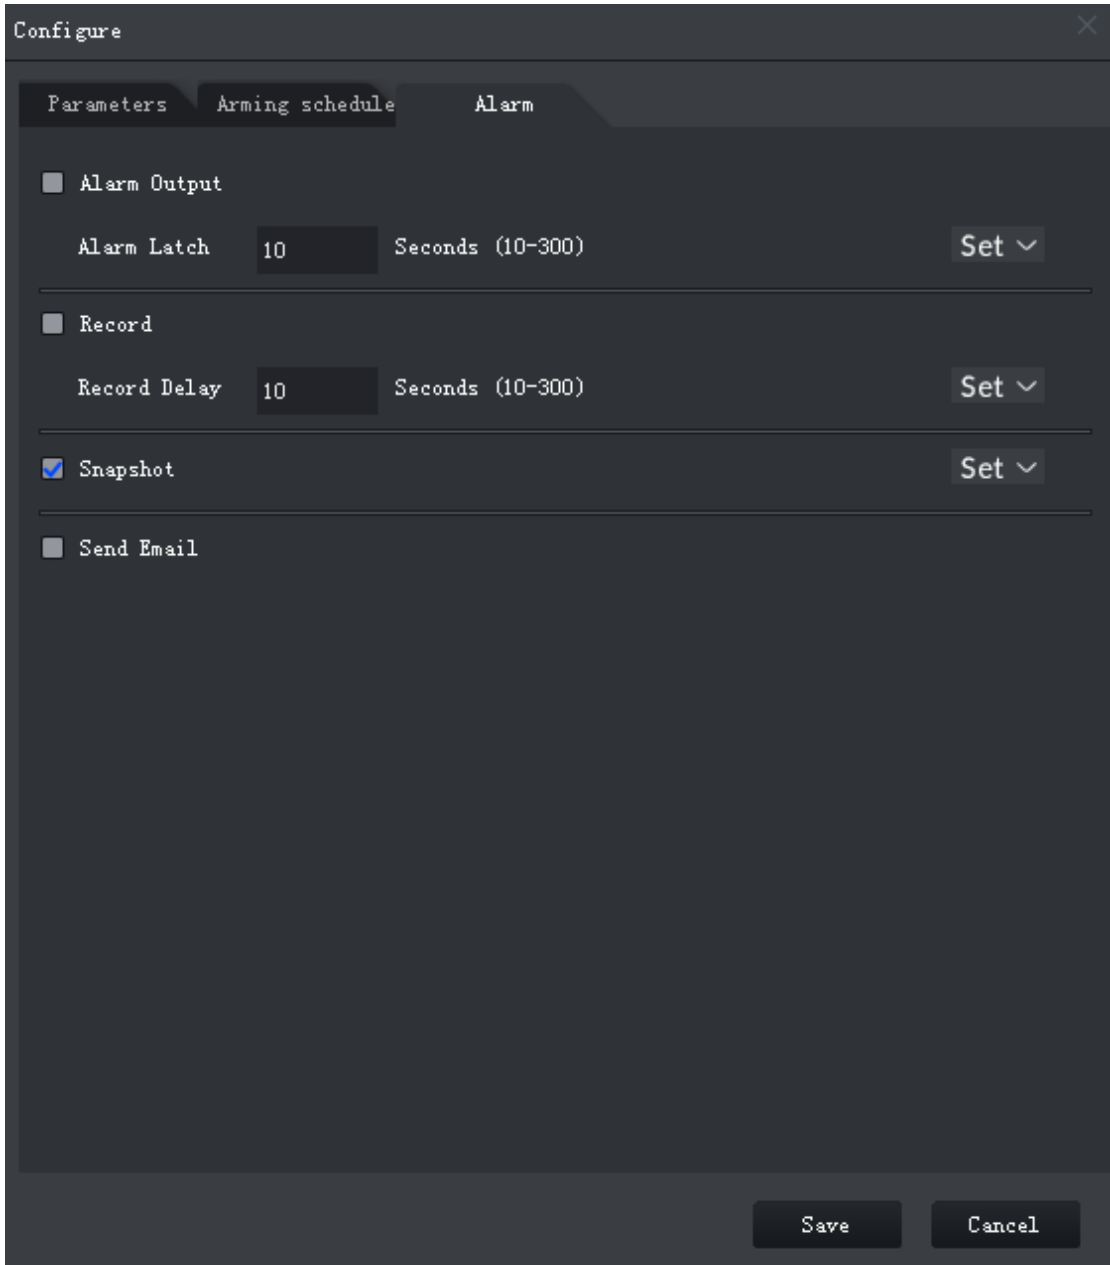 Configure
Parameters Arming schedule Alarm
Alarm Output
Alarm Latch 10 Seconds (10-300) Set
Record
Record Delay 10 Seconds (10-300) Set
Snapshot Set
Send Email
Save Cancel